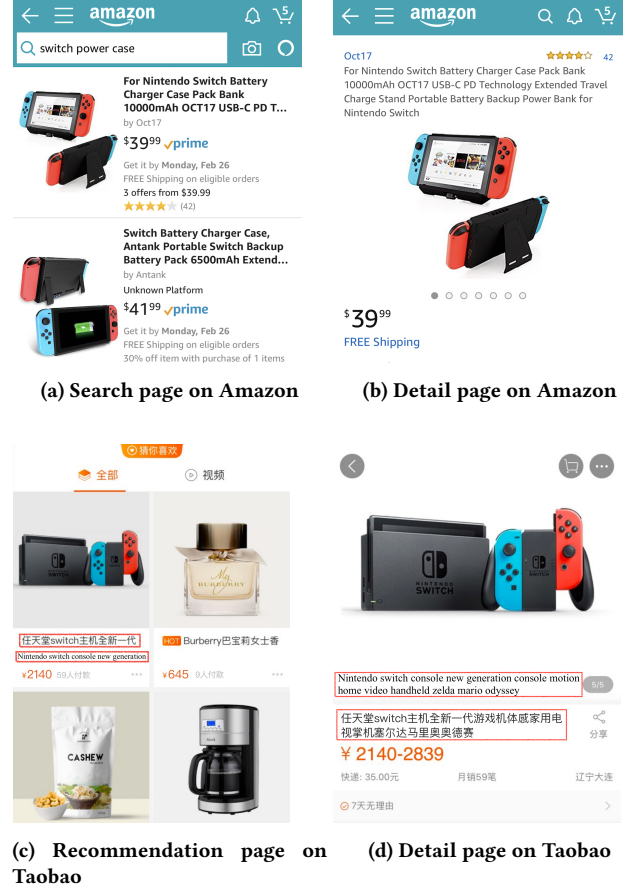 amazon
5
switch power case
For Nintendo Switch Battery
Charger Case Pack Bank
10000mAh OCT17 USB-C PD T...
by Oct17
$39⁹⁹ prime
Get it by Monday, Feb 26
FREE Shipping on eligible orders
3 offers from $39.99
(42)
Switch Battery Charger Case,
Antank Portable Switch Backup
Battery Pack 6500mAh Extend...
by Antank
Unknown Platform
$41⁹⁹ prime
Get it by Monday, Feb 26
FREE Shipping on eligible orders
30% off item with purchase of 1 items
(a) Search page on Amazon
amazon
5
Oct17
42
For Nintendo Switch Battery Charger Case Pack Bank
10000mAh OCT17 USB-C PD Technology Extended Travel
Charge Stand Portable Battery Backup Power Bank for
Nintendo Switch
$39⁹⁹
FREE Shipping
(b) Detail page on Amazon
猜你喜欢
全部
视频
NINTENDO
SWITCH
My
BURBERRY
任天堂switch主机全新一代
Nintendo switch console new generation
¥2140 59人付款
HOT Burberry巴宝莉女士香
¥645 9人付款
CASHEW
(c) Recommendation page on
Taobao
NINTENDO
SWITCH
Nintendo switch console new generation console motion
home video handheld zelda mario odyssey
5/5
任天堂switch主机全新一代游戏机体感家用电
视掌机塞尔达马里奥奥德赛
分享
¥ 2140-2839
快递: 35.00元
月销59笔
辽宁大连
7天无理由
(d) Detail page on Taobao